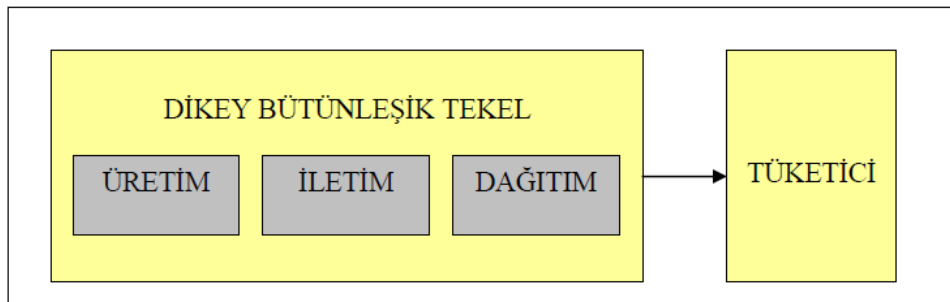 DİKEY BÜTÜNLEŞİK TEKEL
ÜRETİM İLETİM DAĞITIM
TÜKETİCİ